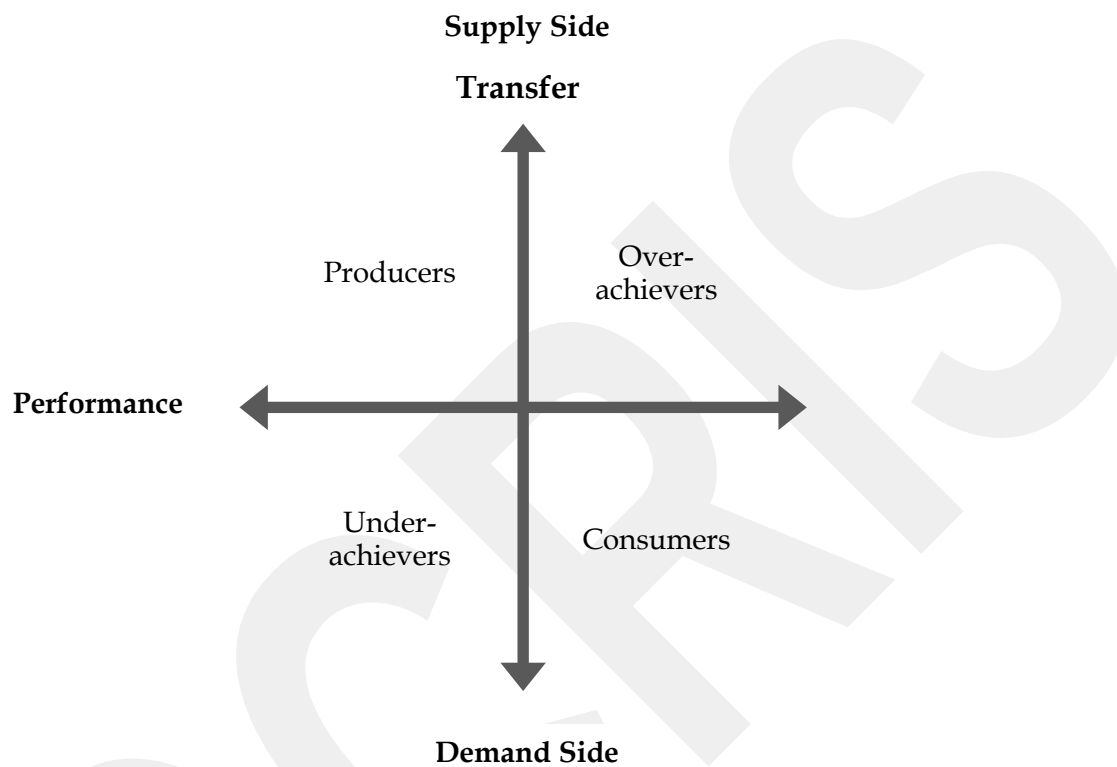 Supply Side
Transfer
Producers
Over-
achievers
Performance
Under-
achievers
Consumers
Demand Side
CRIS